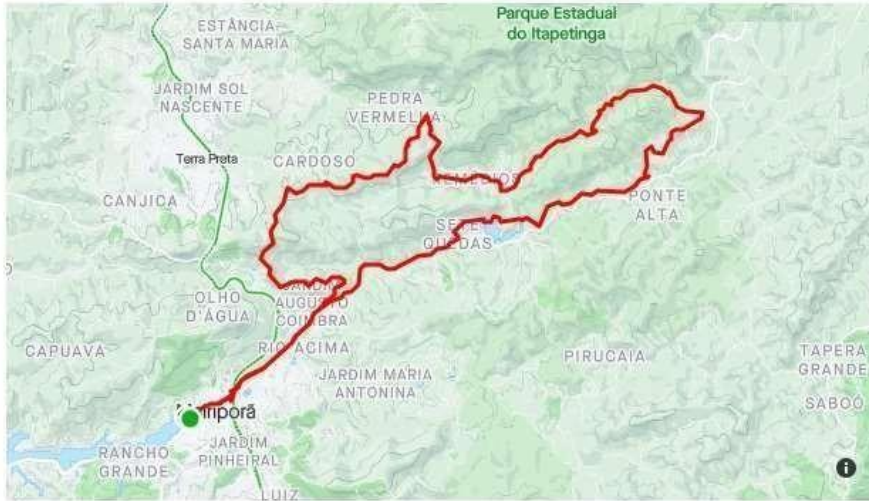 Parque Estadual
do Itapetinga
ESTÂNCIA
SANTA MARIA
JARDIM SOL
NASCENTE
PEDRA
VERMELHA
Terra Preta
CARDOSO
CANJICA
PONTE
ALTA
SETE
QUEDAS
OLHO
D'ÁGUA
AUGUSTO
COIMBRA
RIO ACIMA
CAPUAVA
JARDIM MARIA
ANTONINA
PIRUCAIA
TAPERA
GRANDE
SABOÓ
RANCHO
GRANDE
JARDIM
PINHEIRAL
LUIZ